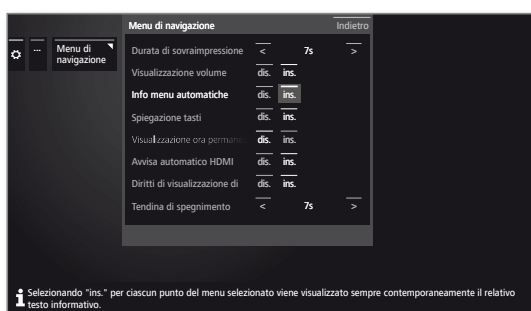 Menu di navigazione Indietro
... Menu di
navigazione
Durata di sovraimpressione < 7s >
Visualizzazione volume dis. ins.
Info menu automatiche dis. ins.
Spiegazione tasti dis. ins.
Visualizzazione ora perman dis. ins.
Avvisa automatico HDMI dis. ins.
Diritti di visualizzazione di dis. ins.
Tendina di spegnimento < 7s >
i Selezionando "ins." per ciascun punto del menu selezionato viene visualizzato sempre contemporaneamente il relativo
testo informativo.